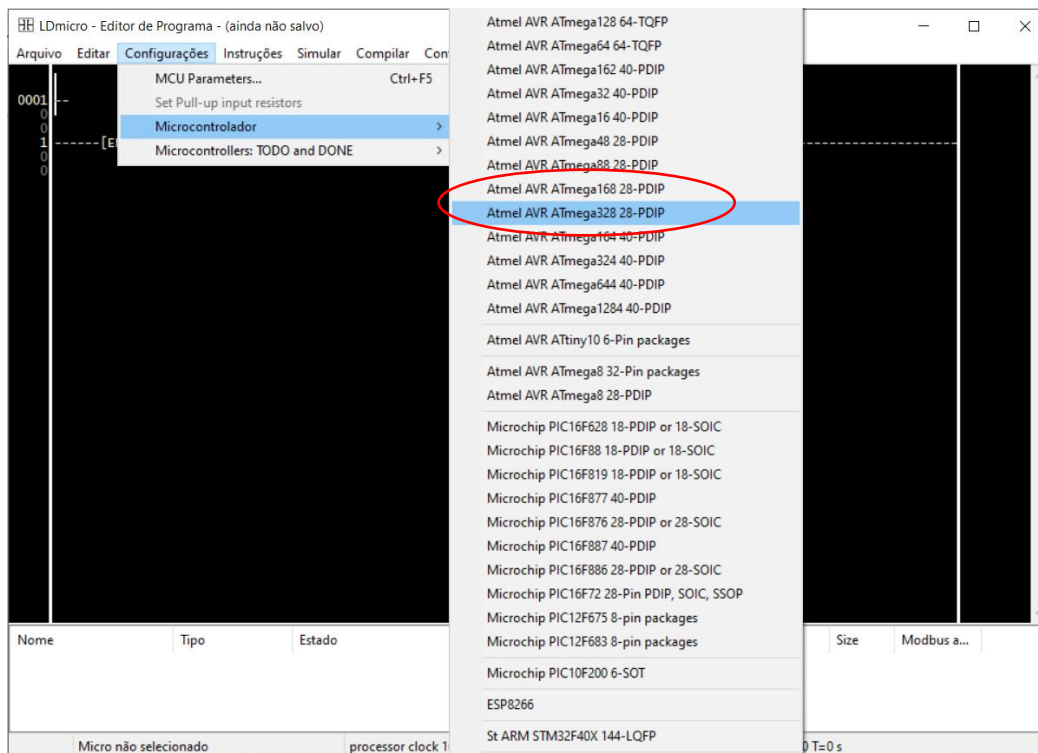 LDmicro - Editor de Programa - (ainda não salvo)
Arquivo Editar Configurações Instruções Simular Compilar
MCU Parameters... Ctrl+F5
Set Pull-up input resistors
Microcontrolador
Microcontrollers: TODO and DONE
0001
0
0
1
0
0
Atmel AVR ATmega128 64-TQFP
Atmel AVR ATmega64 64-TQFP
Atmel AVR ATmega162 40-PDIP
Atmel AVR ATmega32 40-PDIP
Atmel AVR ATmega16 40-PDIP
Atmel AVR ATmega48 28-PDIP
Atmel AVR ATmega88 28-PDIP
Atmel AVR ATmega168 28-PDIP
Atmel AVR ATmega328 28-PDIP
Atmel AVR ATmega164 40-PDIP
Atmel AVR ATmega324 40-PDIP
Atmel AVR ATmega644 40-PDIP
Atmel AVR ATmega1284 40-PDIP
Atmel AVR ATtiny10 6-Pin packages
Atmel AVR ATmega8 32-Pin packages
Atmel AVR ATmega8 28-PDIP
Microchip PIC16F628 18-PDIP or 18-SOIC
Microchip PIC16F88 18-PDIP or 18-SOIC
Microchip PIC16F819 18-PDIP or 18-SOIC
Microchip PIC16F877 40-PDIP
Microchip PIC16F876 28-PDIP or 28-SOIC
Microchip PIC16F887 40-PDIP
Microchip PIC16F886 28-PDIP or 28-SOIC
Microchip PIC16F72 28-Pin PDIP, SOIC, SSOP
Microchip PIC12F675 8-pin packages
Microchip PIC12F683 8-pin packages
Microchip PIC10F200 6-SOT
ESP8266
St ARM STM32F40X 144-LQFP
Nome Tipo Estado Size Modbus a...
Micro não selecionado processor clock T=0 s